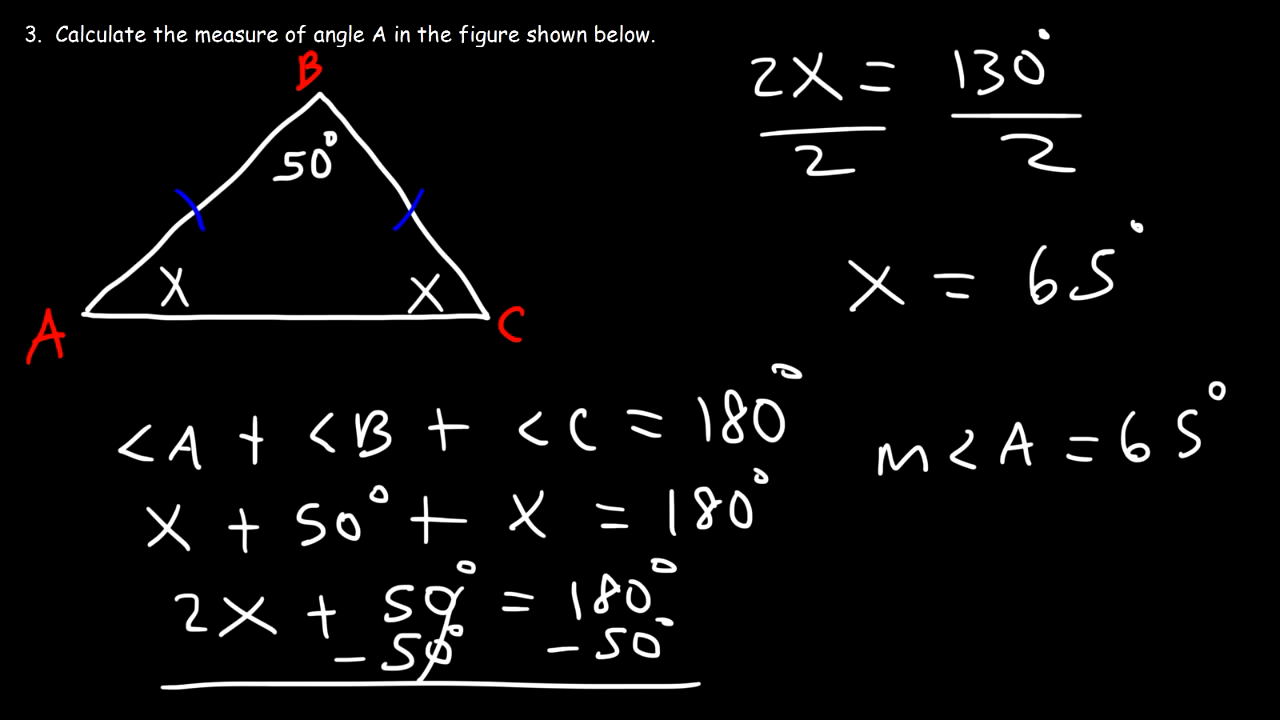 3. Calculate the measure of angle A in the figure shown below.
B
50°
X X
A C
<A + <B + <C = 180°
X + 50° + X = 180°
2X + 50° = 180°
- 50° - 50°
2X = 130°
2 2
X = 65°
m<A = 65°